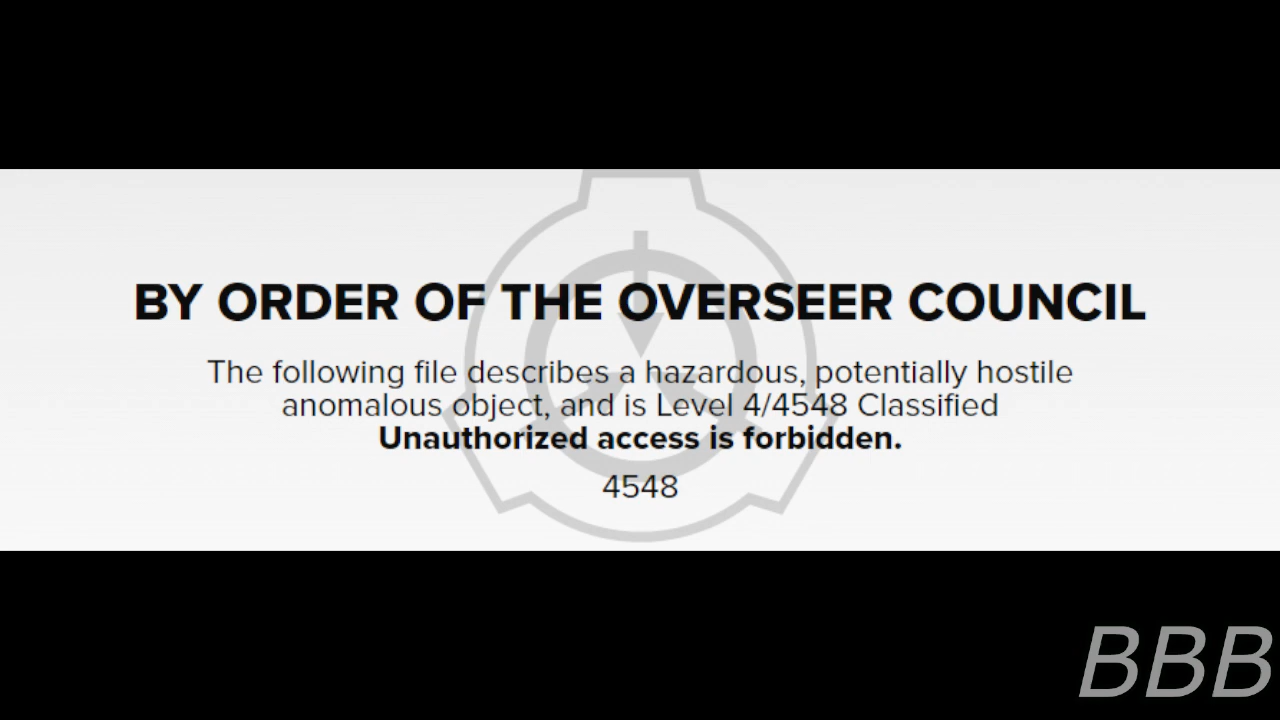 BY ORDER OF THE OVERSEER COUNCIL
The following file describes a hazardous, potentially hostile
anomalous object, and is Level 4/4548 Classified
Unauthorized access is forbidden.
4548
BBB